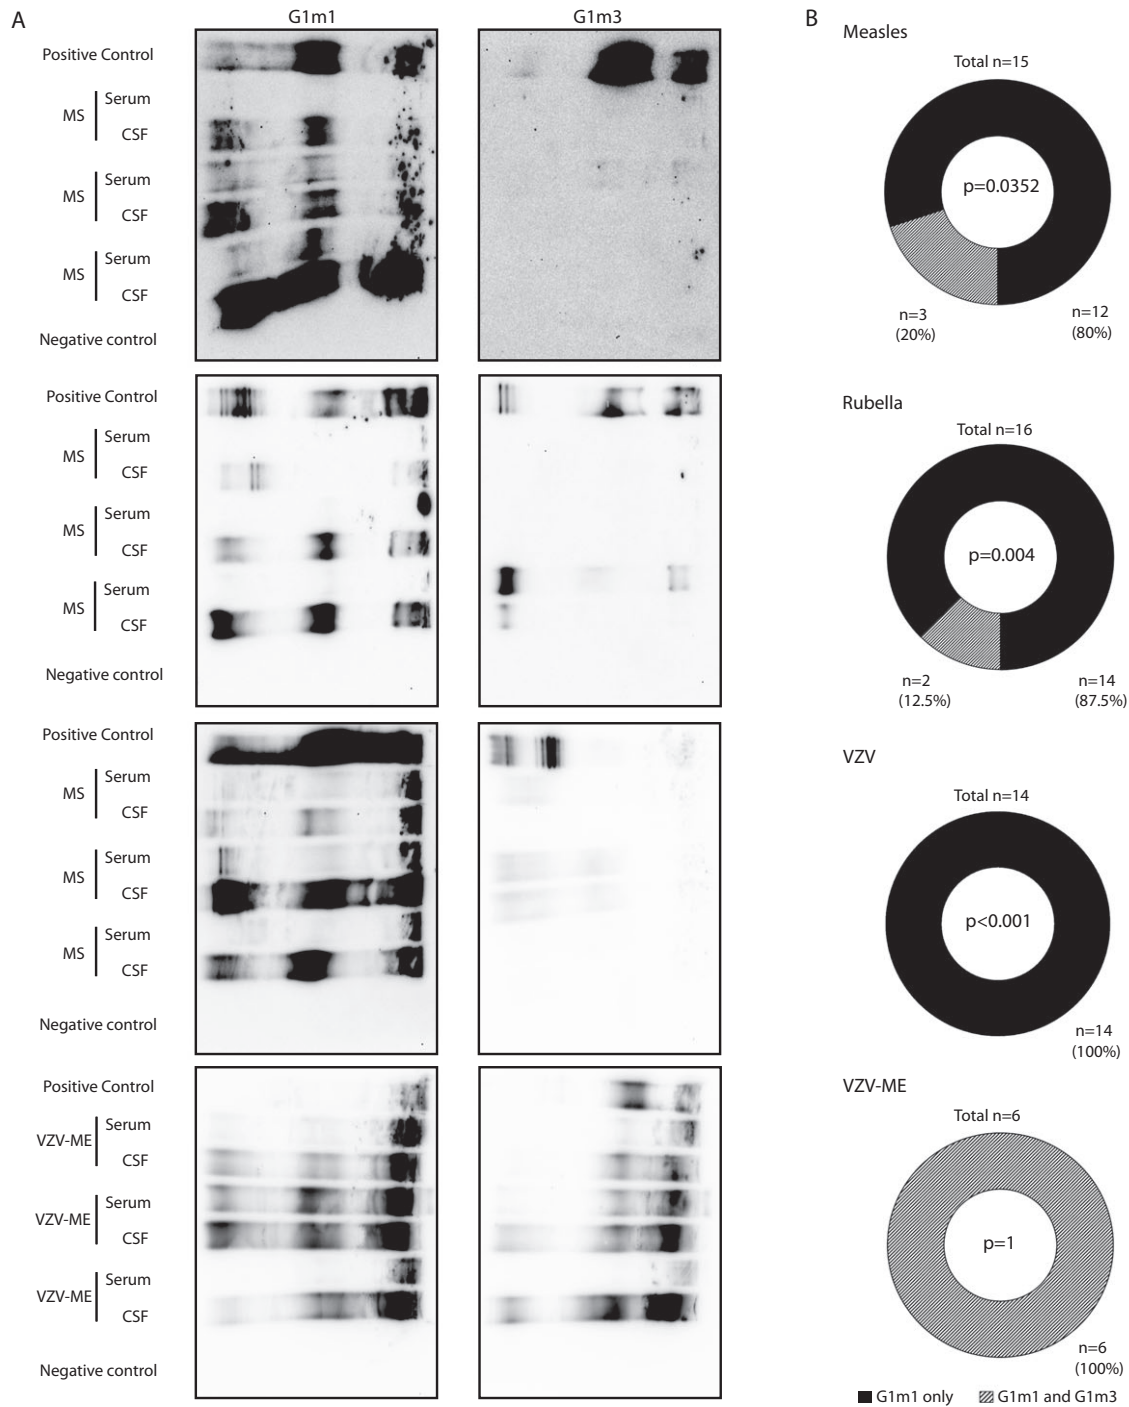 A
G1m1
G1m3
Positive Control
MS
Serum
CSF
MS
Serum
CSF
MS
Serum
CSF
Negative control
Positive Control
MS
Serum
CSF
MS
Serum
CSF
MS
Serum
CSF
Negative control
Positive Control
MS
Serum
CSF
MS
Serum
CSF
MS
Serum
CSF
Negative control
Positive Control
VZV-ME
Serum
CSF
VZV-ME
Serum
CSF
VZV-ME
Serum
CSF
Negative control
B
Measles
Total n=15
p=0.0352
n=3
(20%)
n=12
(80%)
Rubella
Total n=16
p=0.004
n=2
(12.5%)
n=14
(87.5%)
VZV
Total n=14
p<0.001
n=14
(100%)
VZV-ME
Total n=6
p=1
n=6
(100%)
G1m1 only
G1m1 and G1m3